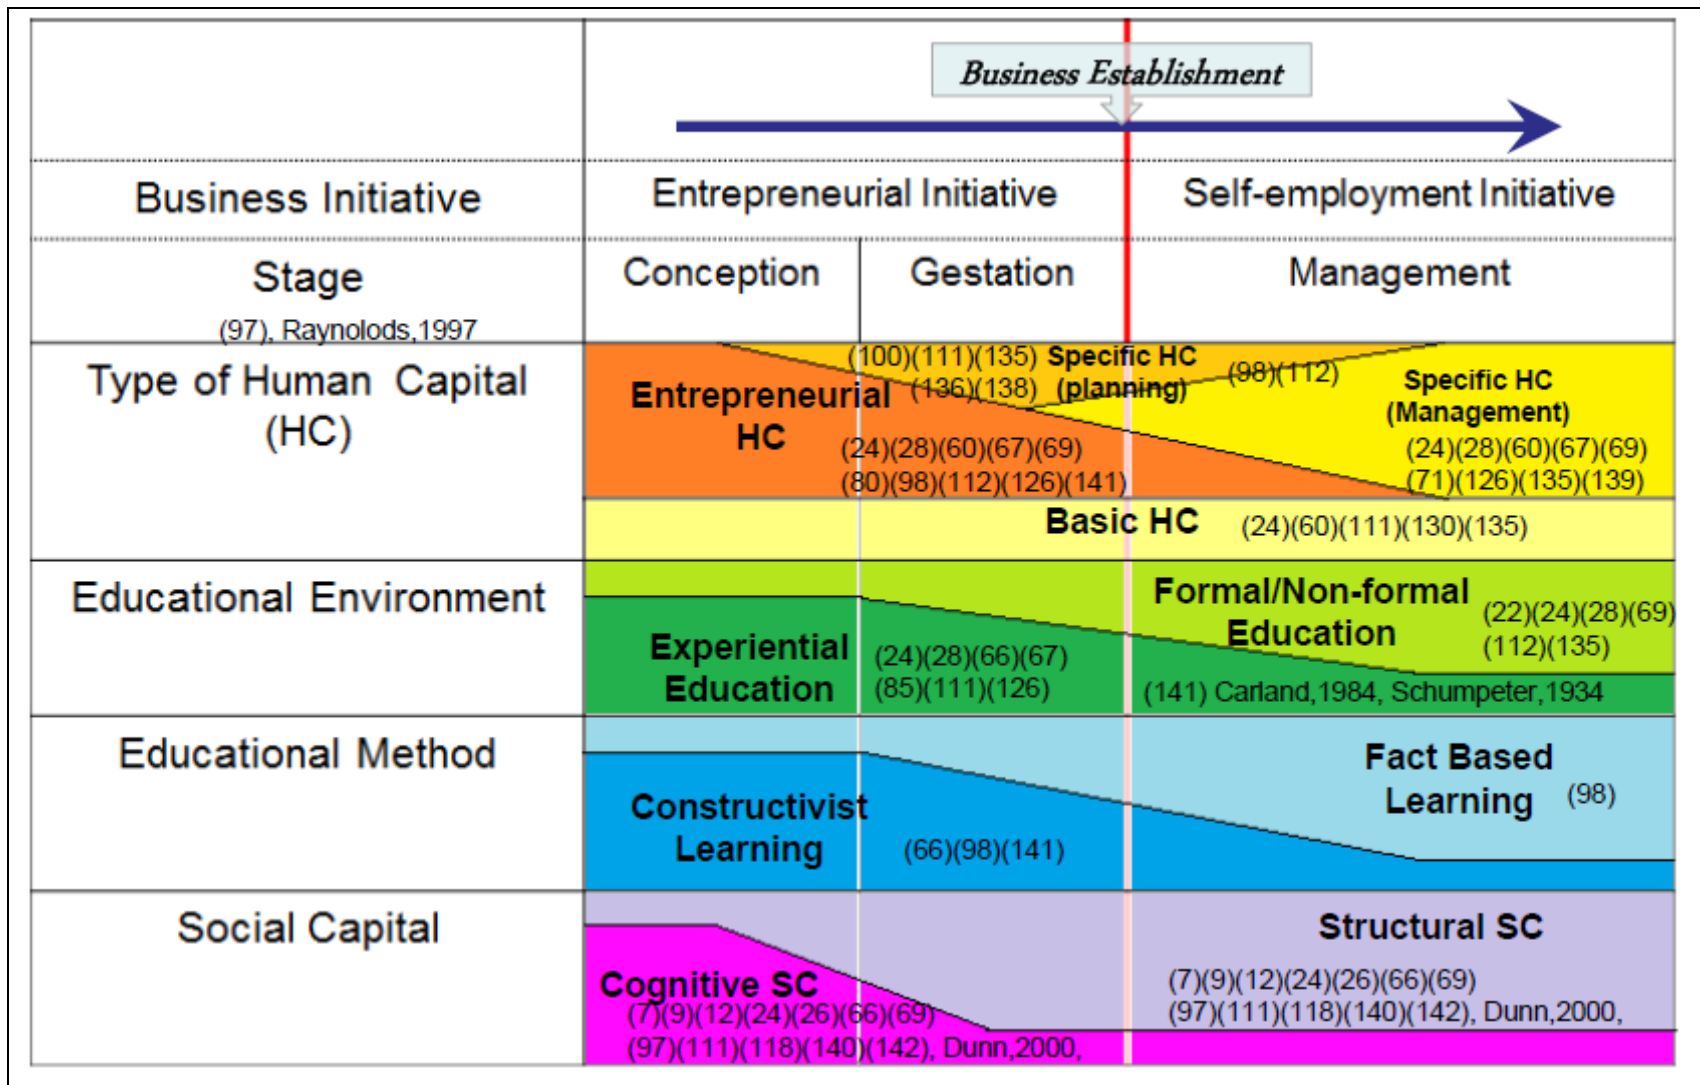 Business Establishment
Business Initiative
Entrepreneurial Initiative
Self-employment Initiative
Stage
(97), Raynolods,1997
Conception
Gestation
Management
Type of Human Capital
(HC)
(100)(111)(135) Specific HC
(136)(138) (planning)
(98)(112)
Entrepreneurial
HC
(24)(28)(60)(67)(69)
(80)(98)(112)(126)(141)
Specific HC
(Management)
(24)(28)(60)(67)(69)
(71)(126)(135)(139)
Basic HC (24)(60)(111)(130)(135)
Educational Environment
Formal/Non-formal
Education
(22)(24)(28)(69)
(112)(135)
Experiential
Education
(24)(28)(66)(67)
(85)(111)(126)
(141) Carland,1984, Schumpeter,1934
Educational Method
Fact Based
Learning (98)
Constructivist
Learning
(66)(98)(141)
Social Capital
Structural SC
(7)(9)(12)(24)(26)(66)(69)
(97)(111)(118)(140)(142), Dunn,2000,
Cognitive SC
(7)(9)(12)(24)(26)(66)(69)
(97)(111)(118)(140)(142), Dunn,2000,